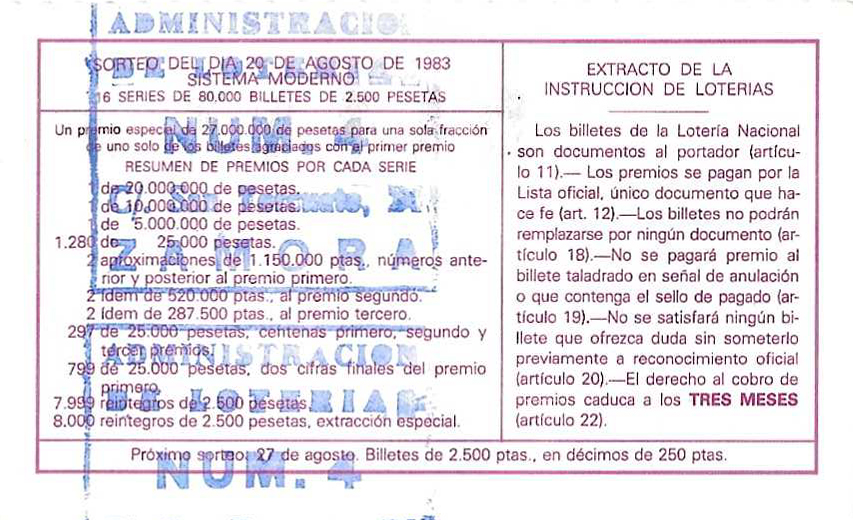 ADMINISTRACION
SORTEO DEL DIA 20 DE AGOSTO DE 1983
SISTEMA MODERNO
16 SERIES DE 80.000 BILLETES DE 2.500 PESETAS
Un premio especial de 27.000.000 de pesetas para una sola fracción
de uno solo de los billetes agraciados con el primer premio
NUM. 4
RESUMEN DE PREMIOS POR CADA SERIE
1 de 20.000.000 de pesetas.
1 de 10.000.000 de pesetas.
1 de 5.000.000 de pesetas.
1.280 de 25.000 pesetas.
ZAMORA
2 aproximaciones de 1.150.000 ptas., números ante-
rior y posterior al premio primero.
2 ídem de 520.000 ptas., al premio segundo.
2 ídem de 287.500 ptas., al premio tercero.
297 de 25.000 pesetas, centenas primero, segundo y
tercer premios.
ADMINISTRACION
799 de 25.000 pesetas, dos cifras finales del premio
primero.
DE LOTERIAS
7.999 reintegros de 2.500 pesetas.
8.000 reintegros de 2.500 pesetas, extracción especial.
EXTRACTO DE LA
INSTRUCCION DE LOTERIAS
Los billetes de la Lotería Nacional
son documentos al portador (artícu-
lo 11).— Los premios se pagan por la
Lista oficial, único documento que ha-
ce fe (art. 12).—Los billetes no podrán
remplazarse por ningún documento (ar-
tículo 18).—No se pagará premio al
billete taladrado en señal de anulación
o que contenga el sello de pagado (ar-
tículo 19).—No se satisfará ningún bi-
llete que ofrezca duda sin someterlo
previamente a reconocimiento oficial
(artículo 20).—El derecho al cobro de
premios caduca a los TRES MESES
(artículo 22).
Próximo sorteo, 27 de agosto. Billetes de 2.500 ptas., en décimos de 250 ptas.
NUM. 4